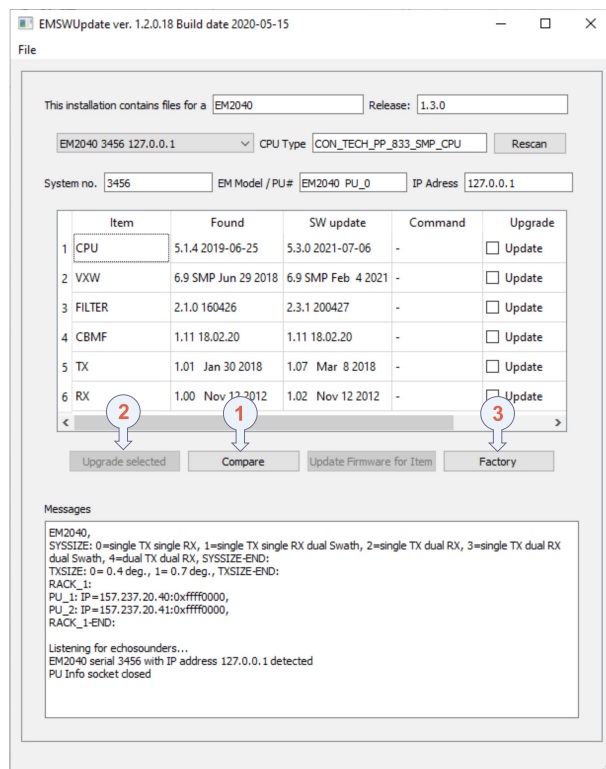 EMSWUpdate ver. 1.2.0.18 Build date 2020-05-15
File
This installation contains files for a EM2040 Release: 1.3.0
EM2040 3456 127.0.0.1 CPU Type CON_TECH_PP_833_SMP_CPU Rescan
System no. 3456 EM Model / PU# EM2040 PU_0 IP Adress 127.0.0.1
Item Found SW update Command Upgrade
1 CPU 5.1.4 2019-06-25 5.3.0 2021-07-06 - Update
2 VXW 6.9 SMP Jun 29 2018 6.9 SMP Feb 4 2021 - Update
3 FILTER 2.1.0 160426 2.3.1 200427 - Update
4 CBMF 1.11 18.02.20 1.11 18.02.20 - Update
5 TX 1.01 Jan 30 2018 1.07 Mar 8 2018 - Update
6 RX 1.00 Nov 12 2012 1.02 Nov 12 2012 - Update
2 1 3
Upgrade selected Compare Update Firmware for Item Factory
Messages
EM2040,
SYSSIZE: 0=single TX single RX, 1=single TX single RX dual Swath, 2=single TX dual RX, 3=single TX dual RX
dual Swath, 4=dual TX dual RX, SYSSIZE-END:
TXSIZE: 0= 0.4 deg., 1= 0.7 deg., TXSIZE-END:
RACK_1:
PU_1: IP=157.237.20.40:0xffff0000,
PU_2: IP=157.237.20.41:0xffff0000,
RACK_1-END:
Listening for echosounders...
EM2040 serial 3456 with IP address 127.0.0.1 detected
PU Info socket closed